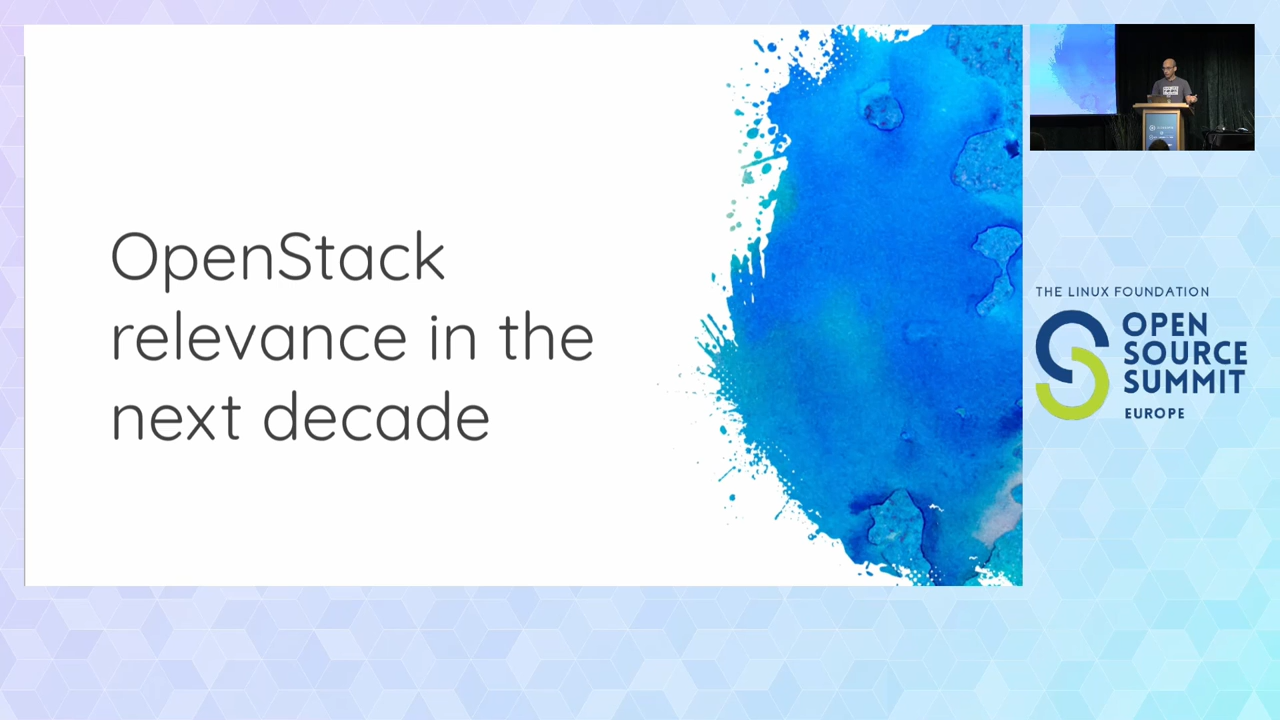 OpenStack
relevance in the
next decade
THE LINUX FOUNDATION
OPEN
SOURCE
SUMMIT
EUROPE